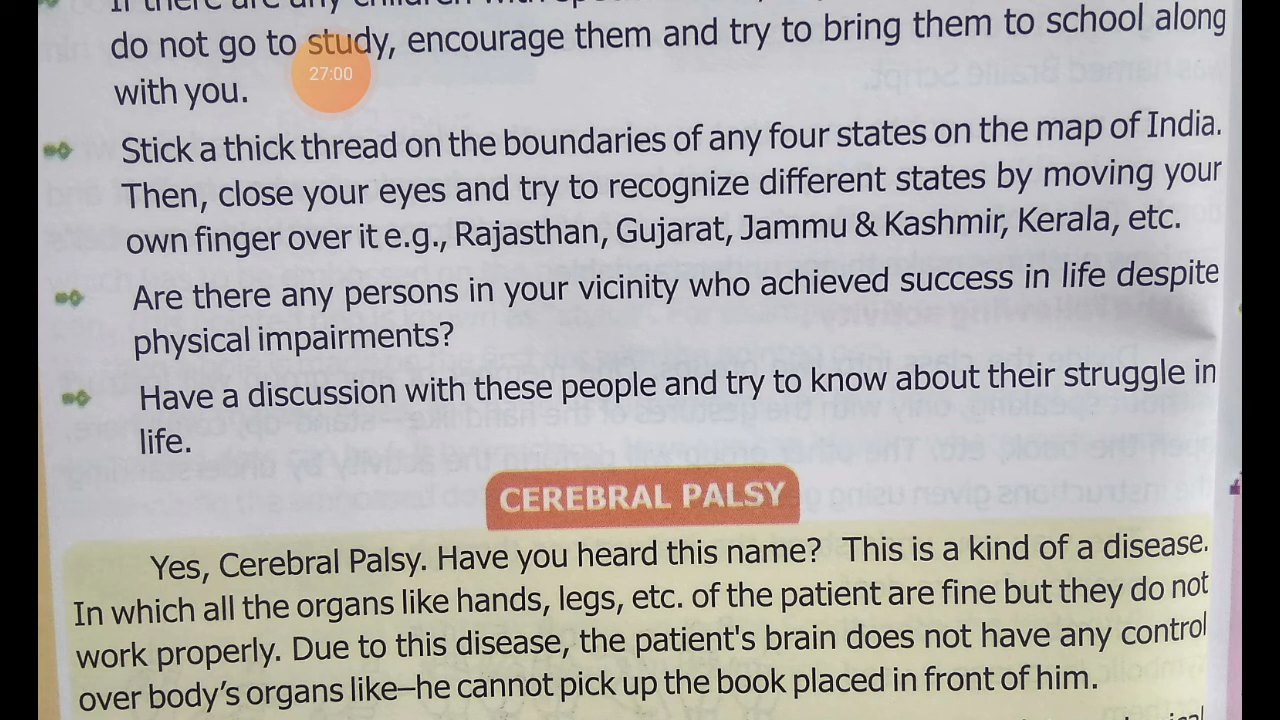 If there are any children with
do not go to study, encourage them and try to bring them to school along
27:00
with you.
Stick a thick thread on the boundaries of any four states on the map of India.
Then, close your eyes and try to recognize different states by moving your
own finger over it e.g., Rajasthan, Gujarat, Jammu & Kashmir, Kerala, etc.
Are there any persons in your vicinity who achieved success in life despite
physical impairments?
Have a discussion with these people and try to know about their struggle in
life.
CEREBRAL PALSY
Yes, Cerebral Palsy. Have you heard this name? This is a kind of a disease.
In which all the organs like hands, legs, etc. of the patient are fine but they do not
work properly. Due to this disease, the patient's brain does not have any control
over body's organs like–he cannot pick up the book placed in front of him.